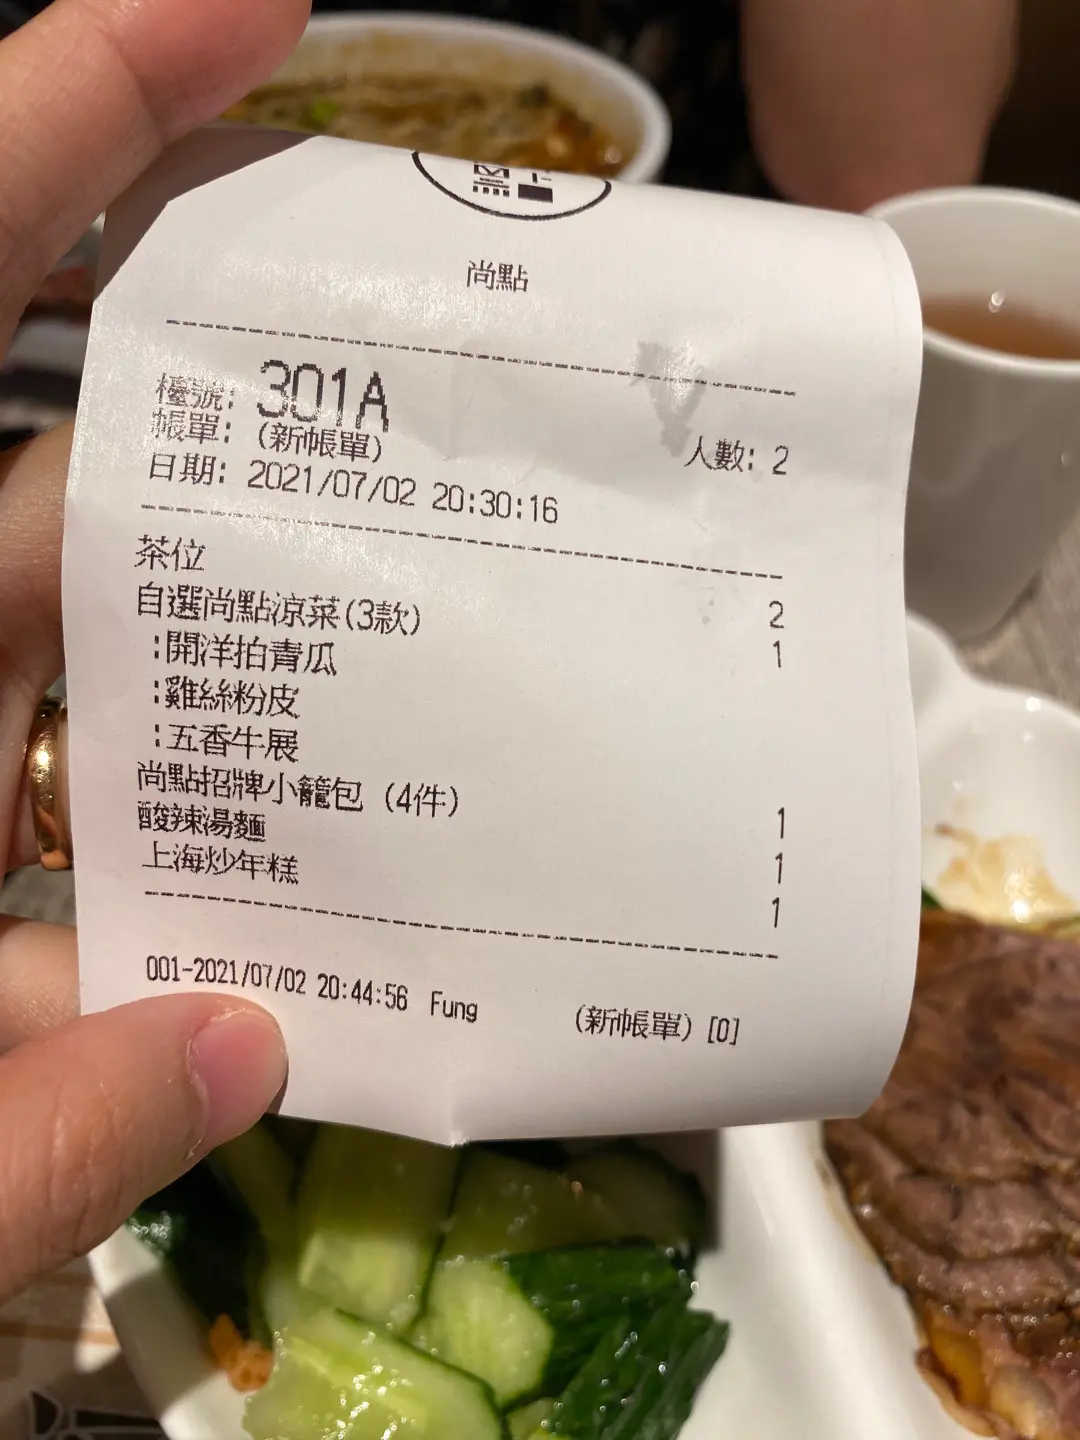 尚點
檯號: 301A
帳單: (新帳單) 人數: 2
日期: 2021/07/02 20:30:16
茶位 2
自選尚點涼菜(3款) 1
:開洋拍青瓜
:雞絲粉皮
:五香牛展
尚點招牌小籠包 (4件) 1
酸辣湯麵 1
上海炒年糕 1
001-2021/07/02 20:44:56 Fung (新帳單) [0]